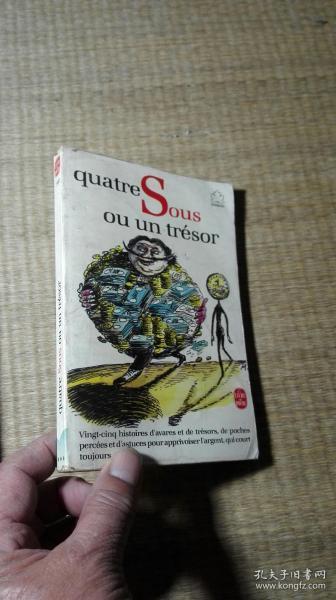 quatre Sous
ou un trésor
Vingt-cinq histoires d'avares et de trésors, de poches
percées et d'astuces pour apprivoiser l'argent, qui court
toujours
quatre Sous ou un trésor
孔夫子旧书网
www.kongfz.com